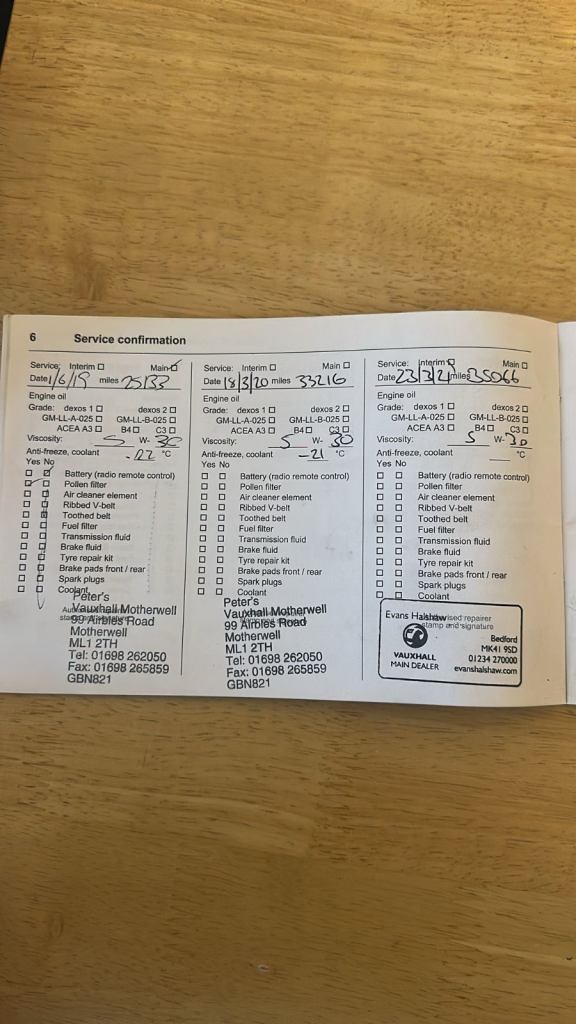 6 Service confirmation
Service: Interim Main
Date 1/6/19 miles 25133
Engine oil
Grade: dexos 1 dexos 2
GM-LL-A-025 GM-LL-B-025
ACEA A3 B4 C3
Viscosity: 5 W- 30
Anti-freeze, coolant °C
Yes No
Battery (radio remote control)
Pollen filter
Air cleaner element
Ribbed V-belt
Toothed belt
Fuel filter
Transmission fluid
Brake fluid
Tyre repair kit
Brake pads front / rear
Spark plugs
Coolant
Peter's
Vauxhall Motherwell
99 Airbles Road
Motherwell
ML1 2TH
Tel: 01698 262050
Fax: 01698 265859
GBN821
Service: Interim Main
Date 18/3/20 miles 33216
Engine oil
Grade: dexos 1 dexos 2
GM-LL-A-025 GM-LL-B-025
ACEA A3 B4 C3
Viscosity: 5 W- 30
Anti-freeze, coolant -21 °C
Yes No
Battery (radio remote control)
Pollen filter
Air cleaner element
Ribbed V-belt
Toothed belt
Fuel filter
Transmission fluid
Brake fluid
Tyre repair kit
Brake pads front / rear
Spark plugs
Coolant
Peter's
Vauxhall Motherwell
99 Airbles Road
Motherwell
ML1 2TH
Tel: 01698 262050
Fax: 01698 265859
GBN821
Service: Interim Main
Date 23/3/21 miles 35066
Engine oil
Grade: dexos 1 dexos 2
GM-LL-A-025 GM-LL-B-025
ACEA A3 B4 C3
Viscosity: 5 W- 30
Anti-freeze, coolant °C
Yes No
Battery (radio remote control)
Pollen filter
Air cleaner element
Ribbed V-belt
Toothed belt
Fuel filter
Transmission fluid
Brake fluid
Tyre repair kit
Brake pads front / rear
Spark plugs
Coolant
Evans Halshaw repairer
stamp and signature
VAUXHALL
MAIN DEALER
Bedford
MK41 9SD
01234 270000
evanshalshaw.com